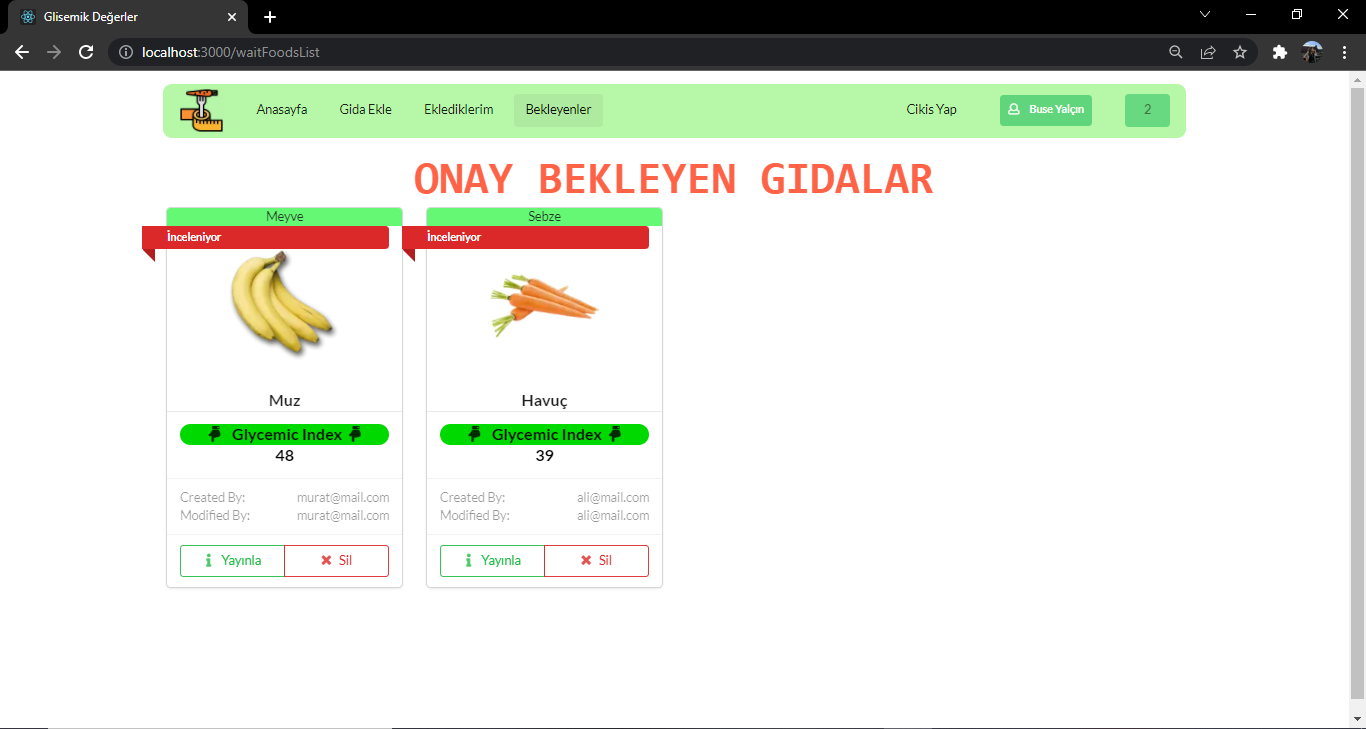 Glisemik Değerler
localhost:3000/waitFoodsList
Anasayfa Gida Ekle Eklediklerim Bekleyenler Cikis Yap Buse Yalçın 2
ONAY BEKLEYEN GIDALAR
Meyve
İnceleniyor
Muz
Glycemic Index
48
Created By: murat@mail.com
Modified By: murat@mail.com
Yayınla Sil
Sebze
İnceleniyor
Havuç
Glycemic Index
39
Created By: ali@mail.com
Modified By: ali@mail.com
Yayınla Sil